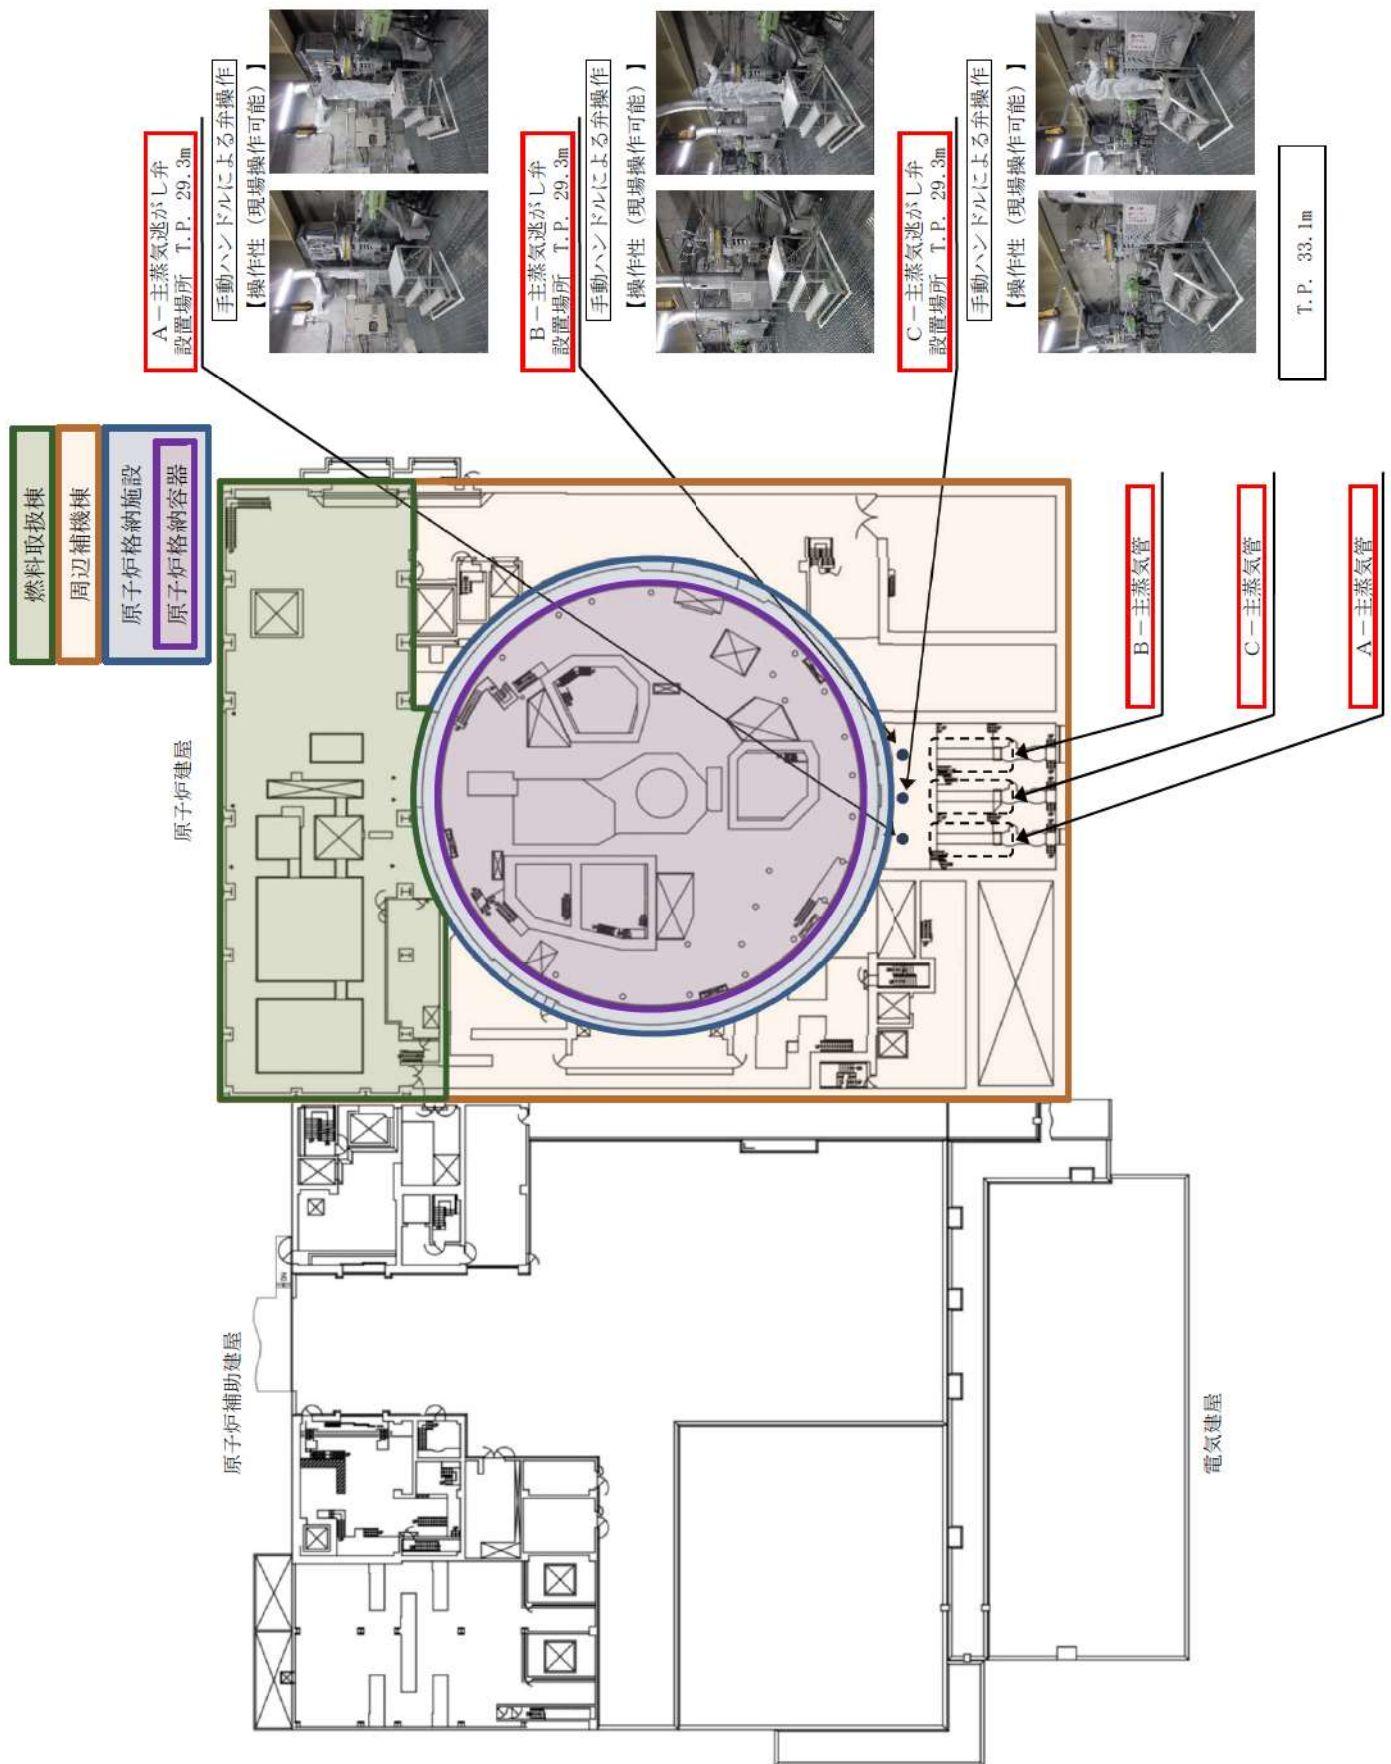 燃料取扱棟
周辺補機棟
原子炉格納施設
原子炉格納容器
原子炉建屋
原子炉補助建屋
電気建屋
A－主蒸気逃がし弁
設置場所 T.P. 29.3m
手動ハンドルによる弁操作
【操作性（現場操作可能）】
B－主蒸気逃がし弁
設置場所 T.P. 29.3m
手動ハンドルによる弁操作
【操作性（現場操作可能）】
C－主蒸気逃がし弁
設置場所 T.P. 29.3m
手動ハンドルによる弁操作
【操作性（現場操作可能）】
B－主蒸気管
C－主蒸気管
A－主蒸気管
T.P. 33.1m